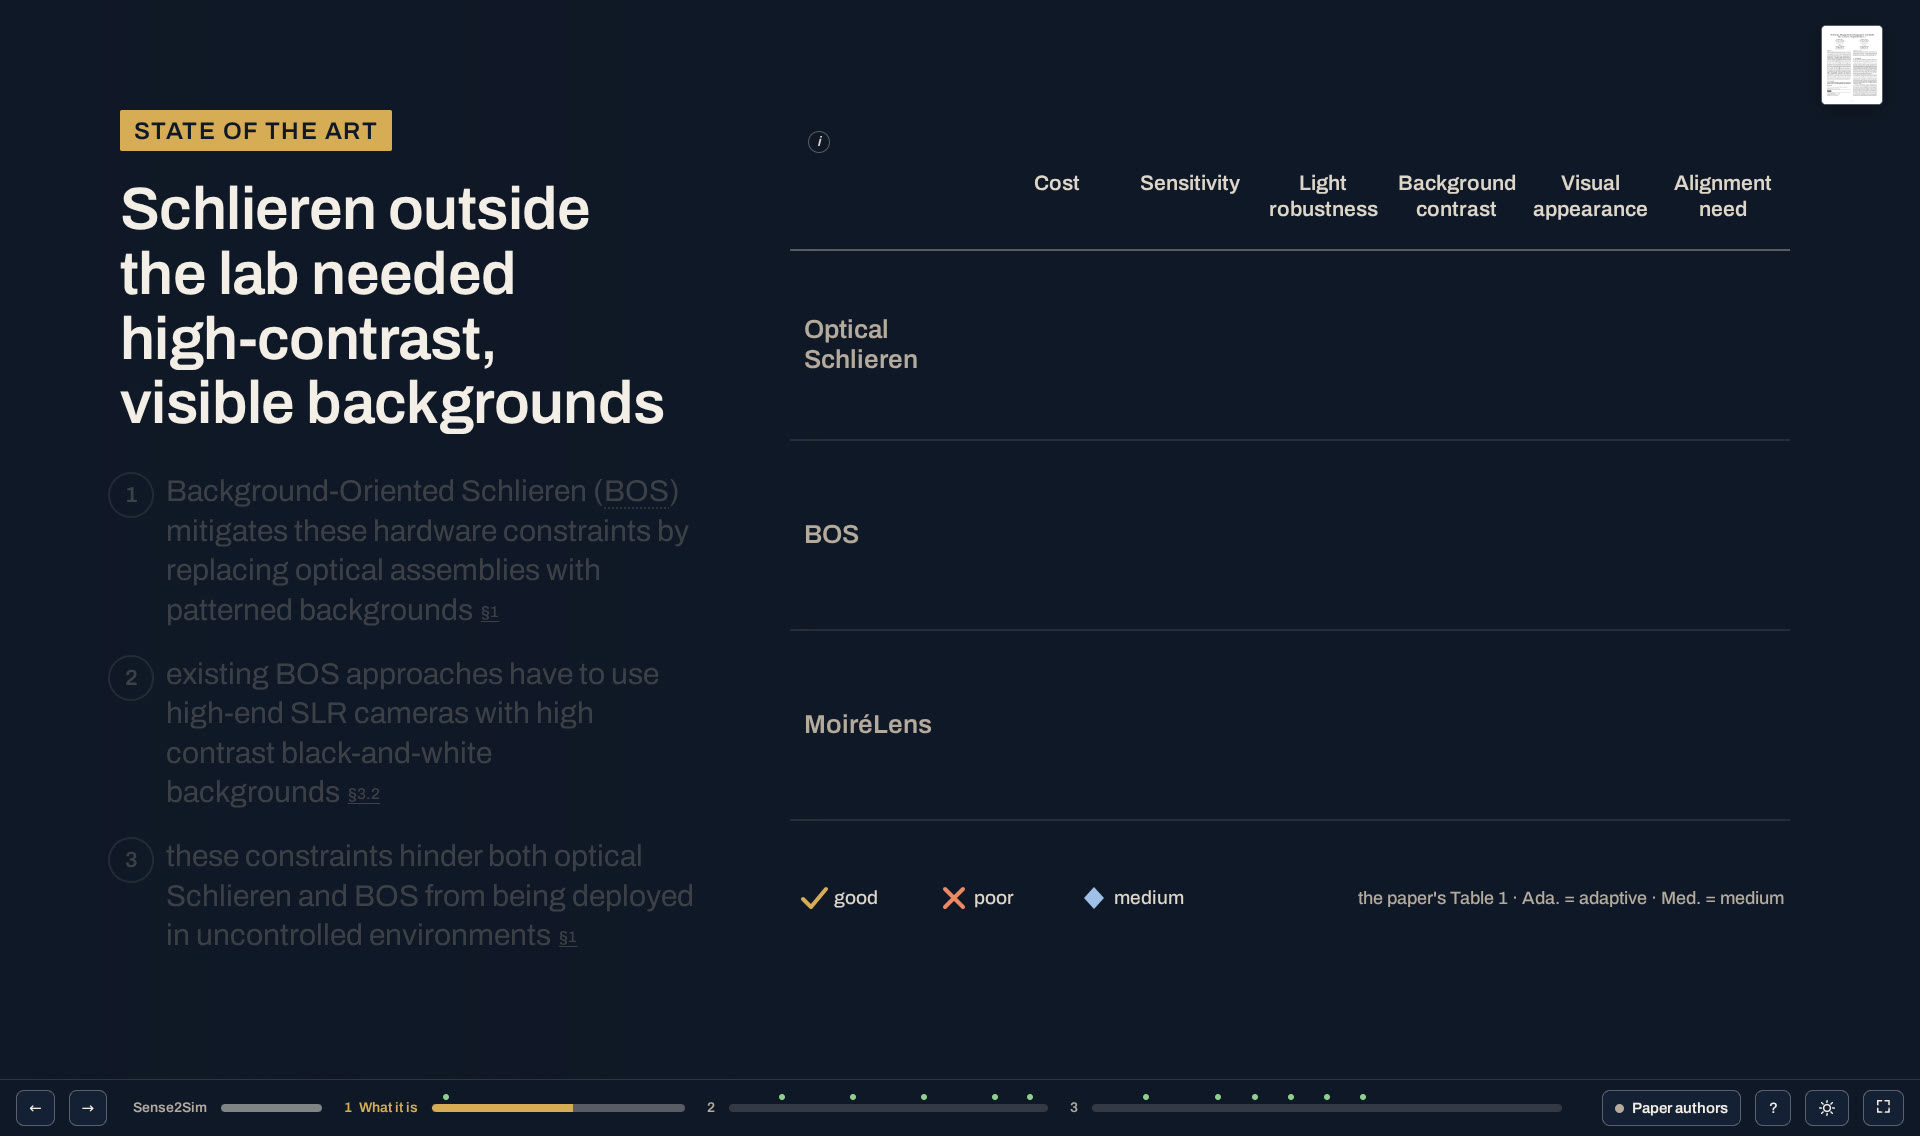 STATE OF THE ART
Schlieren outside
the lab needed
high-contrast,
visible backgrounds
1 Background-Oriented Schlieren (BOS)
mitigates these hardware constraints by
replacing optical assemblies with
patterned backgrounds §1
2 existing BOS approaches have to use
high-end SLR cameras with high
contrast black-and-white
backgrounds §3.2
3 these constraints hinder both optical
Schlieren and BOS from being deployed
in uncontrolled environments §1
i
Cost Sensitivity Light robustness Background contrast Visual appearance Alignment need
Optical
Schlieren
BOS
MoiréLens
good poor medium the paper's Table 1 · Ada. = adaptive · Med. = medium
← → Sense2Sim 1 What it is 2 3 Paper authors ?